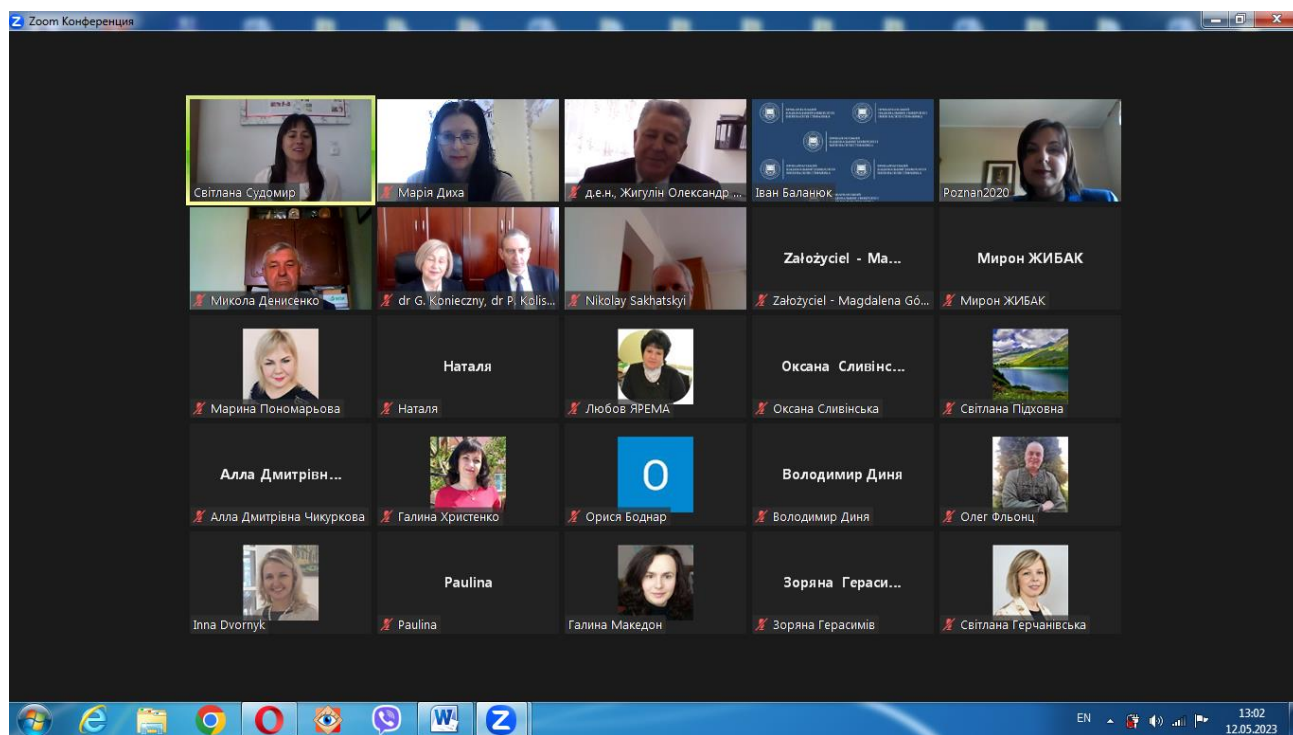 Zoom Конференция
Світлана Судомир
Марія Диха
д.е.н., Жигулін Олександр ...
Іван Баланюк
Poznan2020
Микола Денисенко
dr G. Konieczny, dr P. Kolis...
Nikolay Sakhatskyi
Założyciel - Ma...
Założyciel - Magdalena Gó...
Мирон ЖИБАК
Мирон ЖИБАК
Марина Пономарьова
Наталя
Наталя
Любов ЯРЕМА
Оксана Сливінс...
Оксана Сливінська
Світлана Підховна
Алла Дмитрівн...
Алла Дмитрівна Чикуркова
Галина Христенко
О
Орися Боднар
Володимир Диня
Володимир Диня
Олег Фльонц
Inna Dvornyk
Paulina
Paulina
Галина Македон
Зоряна Гераси...
Зоряна Герасимів
Світлана Герчанівська
EN
13:02
12.05.2023